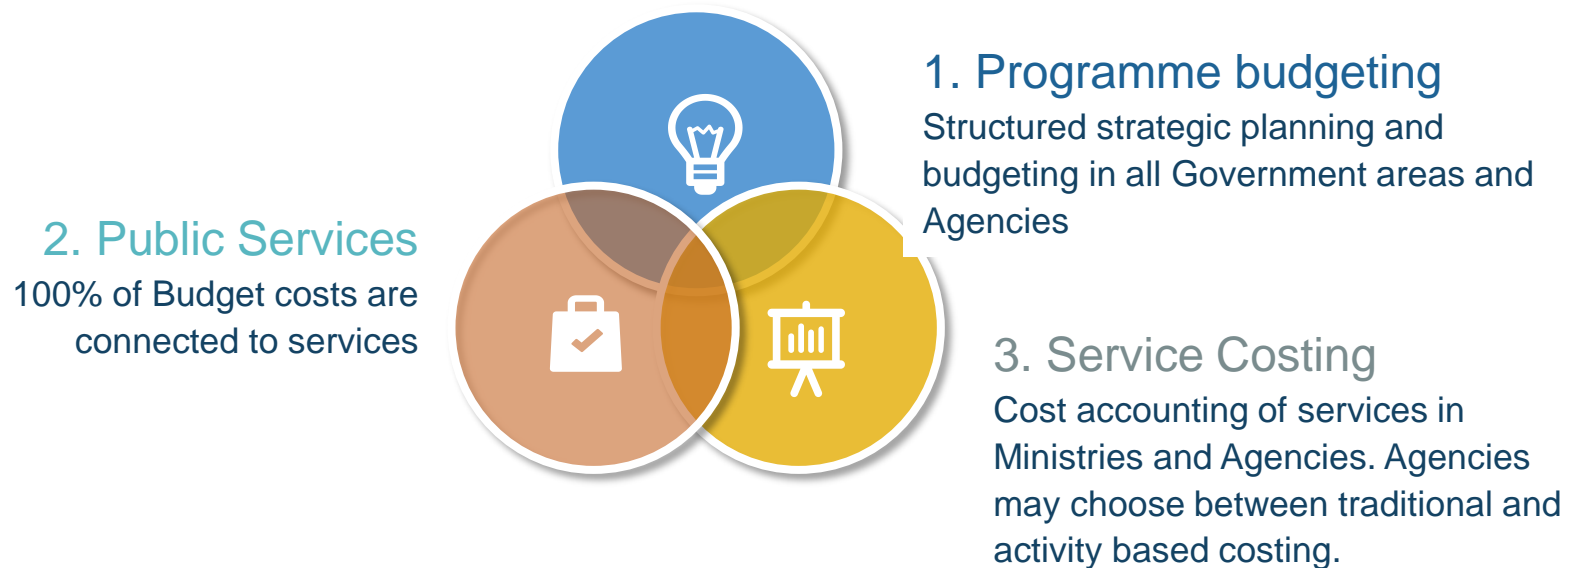 1. Programme budgeting
Structured strategic planning and
budgeting in all Government areas and
Agencies
2. Public Services
100% of Budget costs are
connected to services
3. Service Costing
Cost accounting of services in
Ministries and Agencies. Agencies
may choose between traditional and
activity based costing.